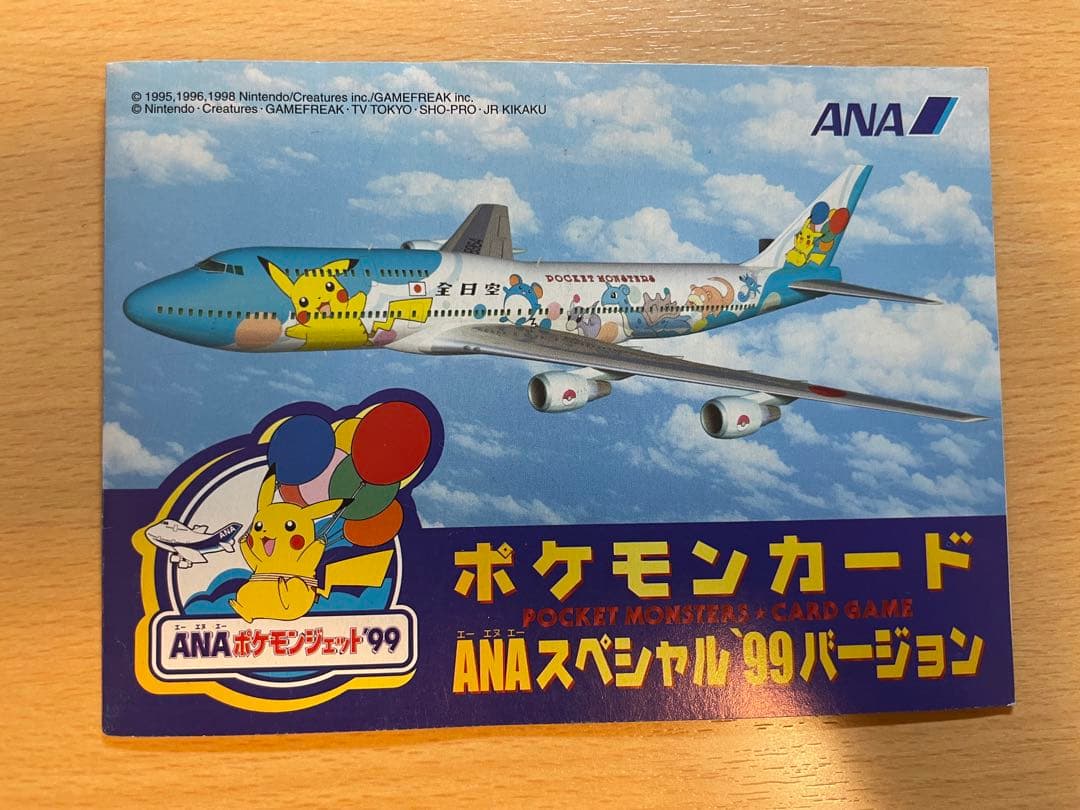 © 1995,1996,1998 Nintendo/Creatures inc./GAMEFREAK inc.
© Nintendo・Creatures・GAMEFREAK・TV TOKYO・SHO-PRO・JR KIKAKU
ANA
全日空
POCKET MONSTERS
ANA
エー エヌ エー
ANAポケモンジェット'99
ポケモンカード
POCKET MONSTERS★CARD GAME
エー エヌ エー
ANAスペシャル'99バージョン